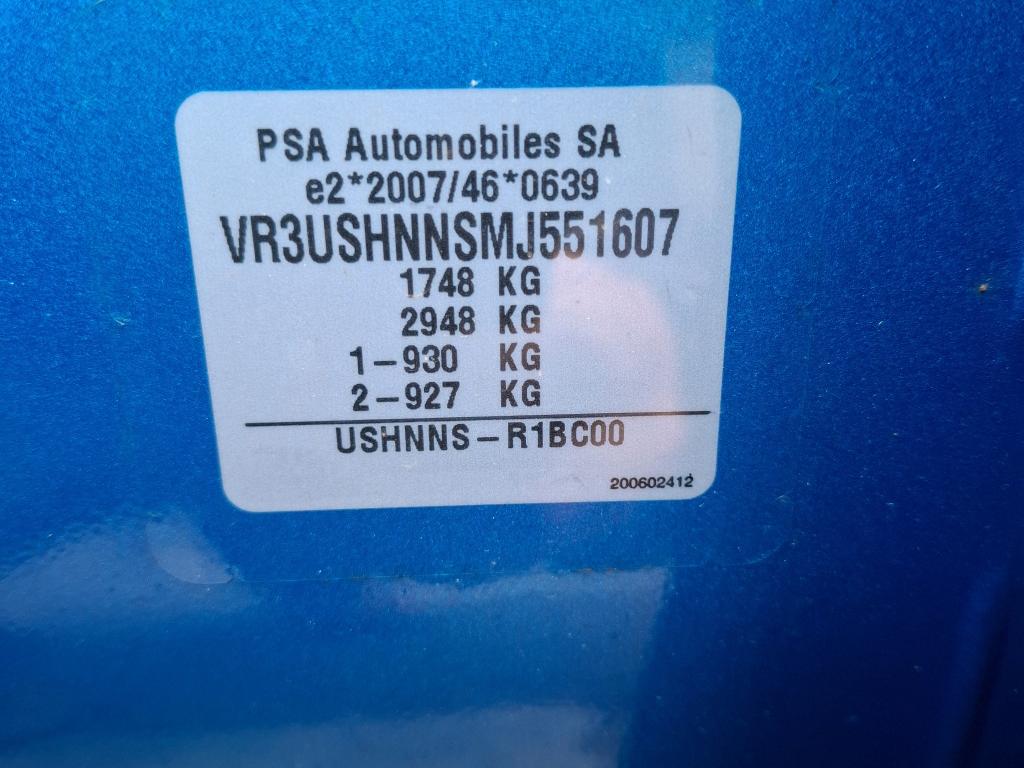 PSA Automobiles SA
e2*2007/46*0639
VR3USHNNSMJ551607
1748 KG
2948 KG
1-930 KG
2-927 KG
USHNNS-R1BC00
200602412